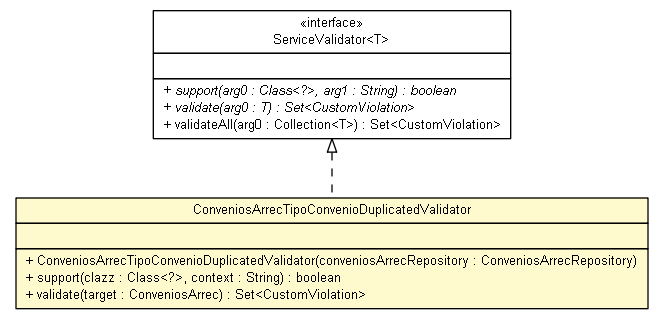 «interface»
ServiceValidator<T>
+ support(arg0 : Class<?>, arg1 : String) : boolean
+ validate(arg0 : T) : Set<CustomViolation>
+ validateAll(arg0 : Collection<T>) : Set<CustomViolation>
ConveniosArrecTipoConvenioDuplicatedValidator
+ ConveniosArrecTipoConvenioDuplicatedValidator(conveniosArrecRepository : ConveniosArrecRepository)
+ support(clazz : Class<?>, context : String) : boolean
+ validate(target : ConveniosArrec) : Set<CustomViolation>